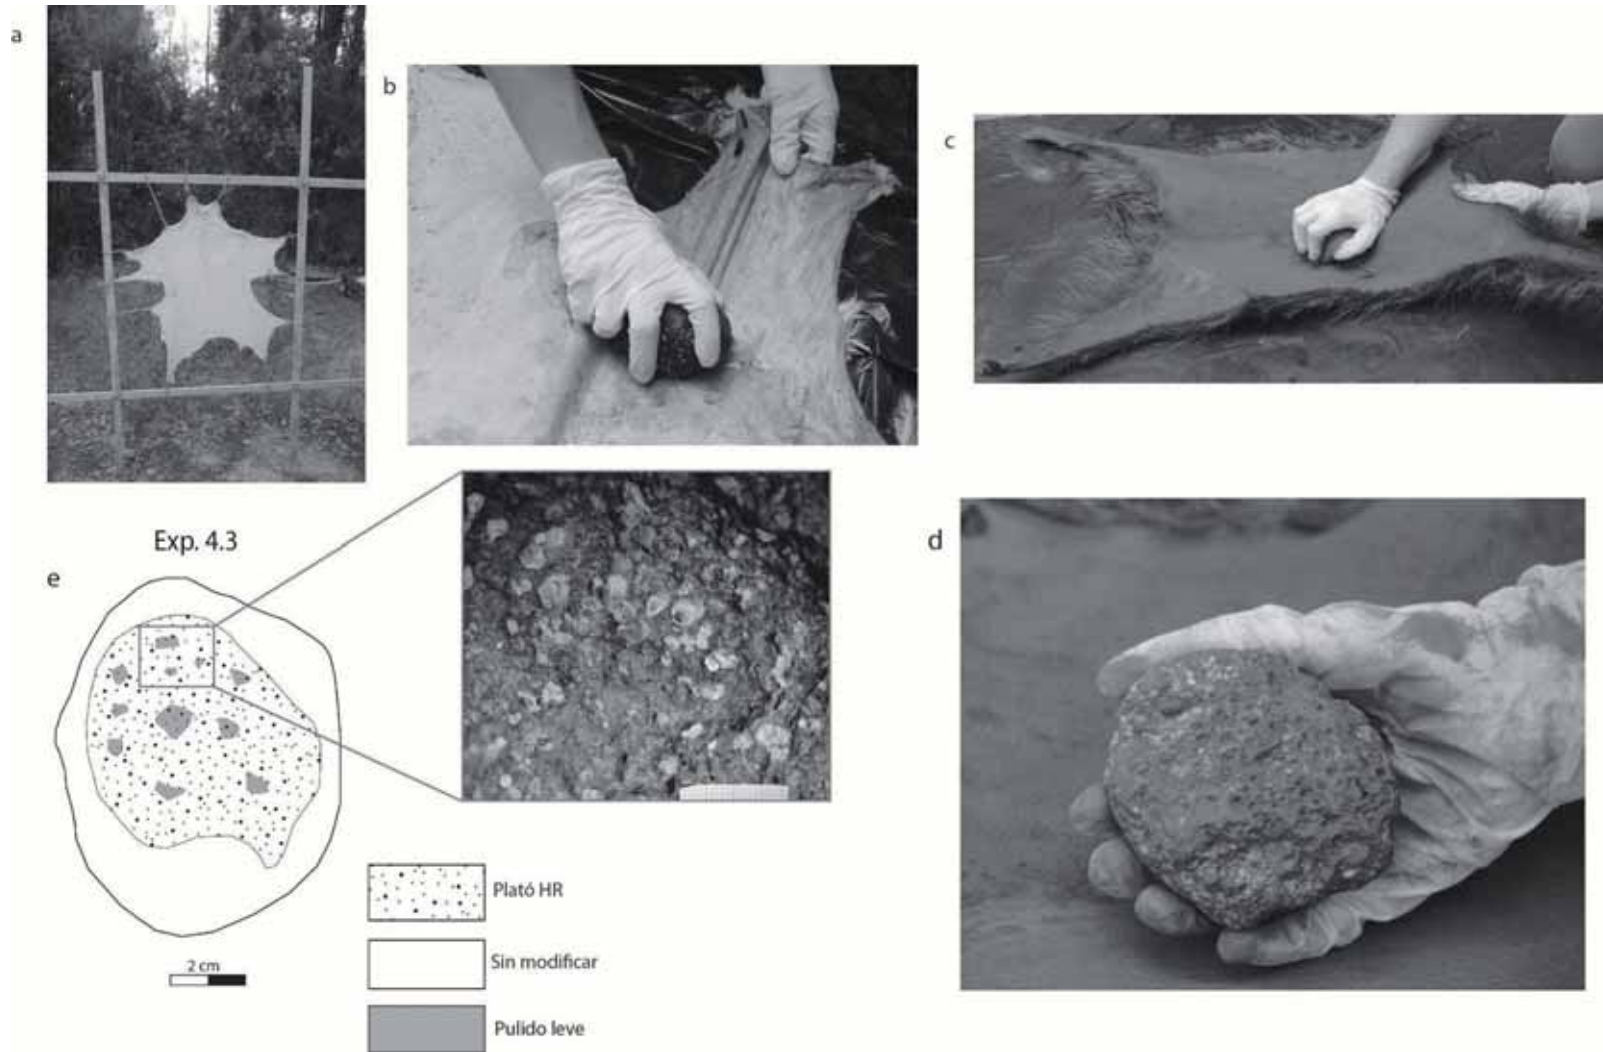 a
b
c
Exp. 4.3
d
e
2 cm
Plató HR
Sin modificar
Pulido leve